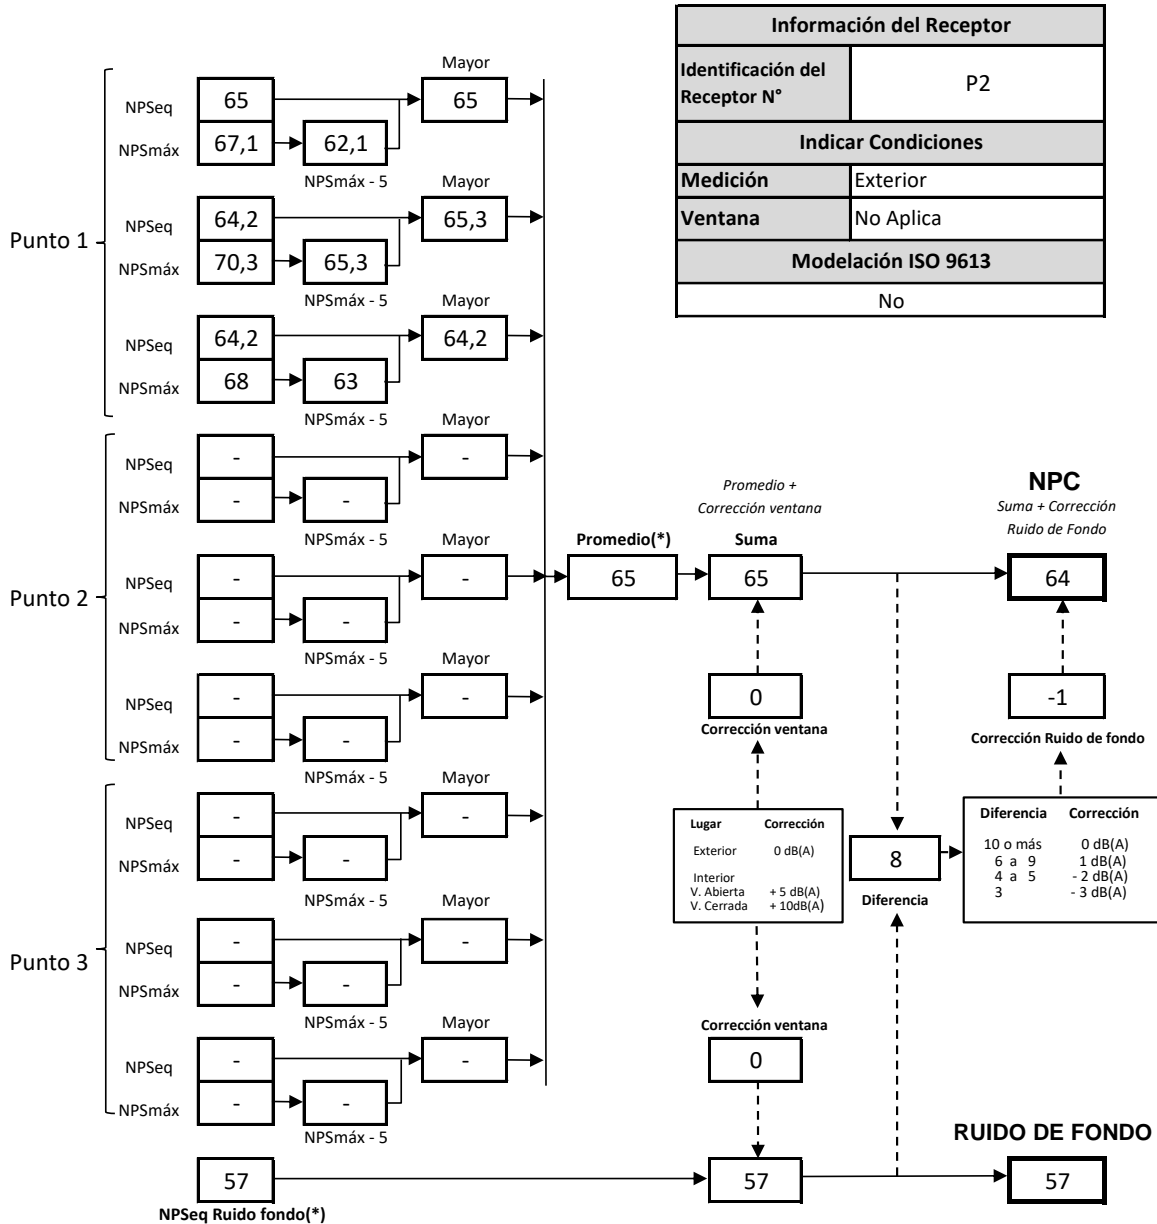 Información del Receptor
Identificación del Receptor N° P2
Indicar Condiciones
Medición Exterior
Ventana No Aplica
Modelación ISO 9613
No
Punto 1
Mayor
NPSeq 65 65
NPSmáx 67,1 62,1
NPSmáx - 5
Mayor
NPSeq 64,2 65,3
NPSmáx 70,3 65,3
NPSmáx - 5
Mayor
NPSeq 64,2 64,2
NPSmáx 68 63
NPSmáx - 5
Punto 2
Mayor
NPSeq - -
NPSmáx - -
NPSmáx - 5
Mayor
NPSeq - -
NPSmáx - -
NPSmáx - 5
Mayor
NPSeq - -
NPSmáx - -
NPSmáx - 5
Punto 3
Mayor
NPSeq - -
NPSmáx - -
NPSmáx - 5
Mayor
NPSeq - -
NPSmáx - -
NPSmáx - 5
Mayor
NPSeq - -
NPSmáx - -
NPSmáx - 5
Promedio(*)
65
Promedio +
Corrección ventana
Suma
65
0
Corrección ventana
NPC
Suma + Corrección
Ruido de Fondo
64
-1
Corrección Ruido de fondo
Lugar Corrección
Exterior 0 dB(A)
Interior
V. Abierta + 5 dB(A)
V. Cerrada + 10dB(A)
8
Diferencia
Diferencia Corrección
10 o más 0 dB(A)
6 a 9 1 dB(A)
4 a 5 - 2 dB(A)
3 - 3 dB(A)
Corrección ventana
0
RUIDO DE FONDO
57 57 57
NPSeq Ruido fondo(*)